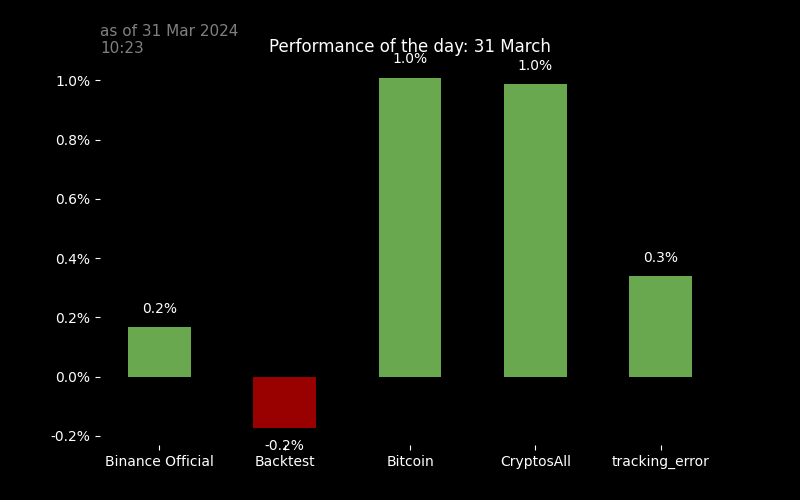 as of 31 Mar 2024
10:23
Performance of the day: 31 March
1.0%
1.0%
1.0%
0.8%
0.6%
0.4%
0.3%
0.2%
0.2%
0.0%
-0.2%
-0.2%
Binance Official
Backtest
Bitcoin
CryptosAll
tracking_error